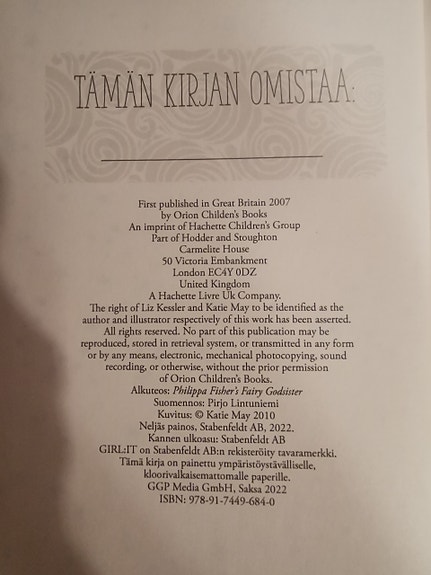 TÄMÄN KIRJAN OMISTAA:
First published in Great Britain 2007
by Orion Childen's Books
An imprint of Hachette Children's Group
Part of Hodder and Stoughton
Carmelite House
50 Victoria Embankment
London EC4Y 0DZ
United Kingdom
A Hachette Livre Uk Company.
The right of Liz Kessler and Katie May to be identified as the
author and illustrator respectively of this work has been asserted.
All rights reserved. No part of this publication may be
reproduced, stored in retrieval system, or transmitted in any form
or by any means, electronic, mechanical photocopying, sound
recording, or otherwise, without the prior permission
of Orion Children's Books.
Alkuteos: Philippa Fisher's Fairy Godsister
Suomennos: Pirjo Lintuniemi
Kuvitus: © Katie May 2010
Neljäs painos, Stabenfeldt AB, 2022.
Kannen ulkoasu: Stabenfeldt AB
GIRL:IT on Stabenfeldt AB:n rekisteröity tavaramerkki.
Tämä kirja on painettu ympäristöystävälliselle,
kloorivalkaisemattomalle paperille.
GGP Media GmbH, Saksa 2022
ISBN: 978-91-7449-684-0